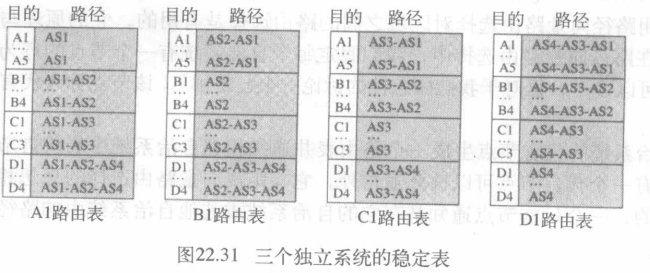 目的 路径
A1 AS1
...
A5 AS1
B1 AS1-AS2
...
B4 AS1-AS2
C1 AS1-AS3
...
C3 AS1-AS3
D1 AS1-AS2-AS4
...
D4 AS1-AS2-AS4
A1路由表
目的 路径
A1 AS2-AS1
...
A5 AS2-AS1
B1 AS2
...
B4 AS2
C1 AS2-AS3
...
C3 AS2-AS3
D1 AS2-AS3-AS4
...
D4 AS2-AS3-AS4
B1路由表
目的 路径
A1 AS3-AS1
...
A5 AS3-AS1
B1 AS3-AS2
...
B4 AS3-AS2
C1 AS3
...
C3 AS3
D1 AS3-AS4
...
D4 AS3-AS4
C1路由表
目的 路径
A1 AS4-AS3-AS1
...
A5 AS4-AS3-AS1
B1 AS4-AS3-AS2
...
B4 AS4-AS3-AS2
C1 AS4-AS3
...
C3 AS4-AS3
D1 AS4
...
D4 AS4
D1路由表
图22.31 三个独立系统的稳定表